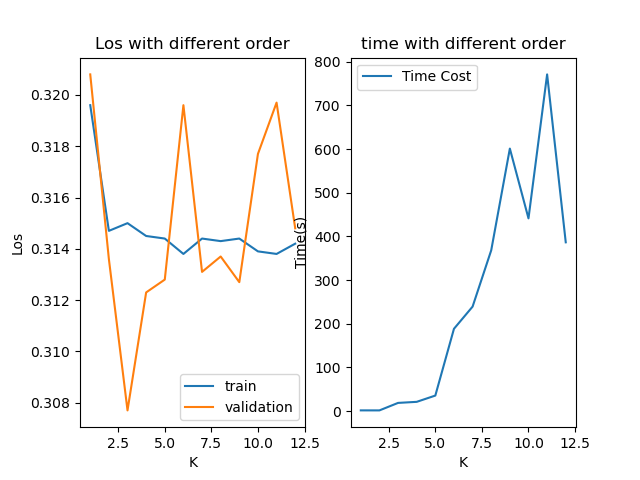 Los with different order
0.320
0.318
0.316
0.314
0.312
0.310
0.308
Los
train
validation
2.5 5.0 7.5 10.0 12.5
K
time with different order
Time Cost
800
700
600
500
400
300
200
100
0
Time(s)
2.5 5.0 7.5 10.0 12.5
K